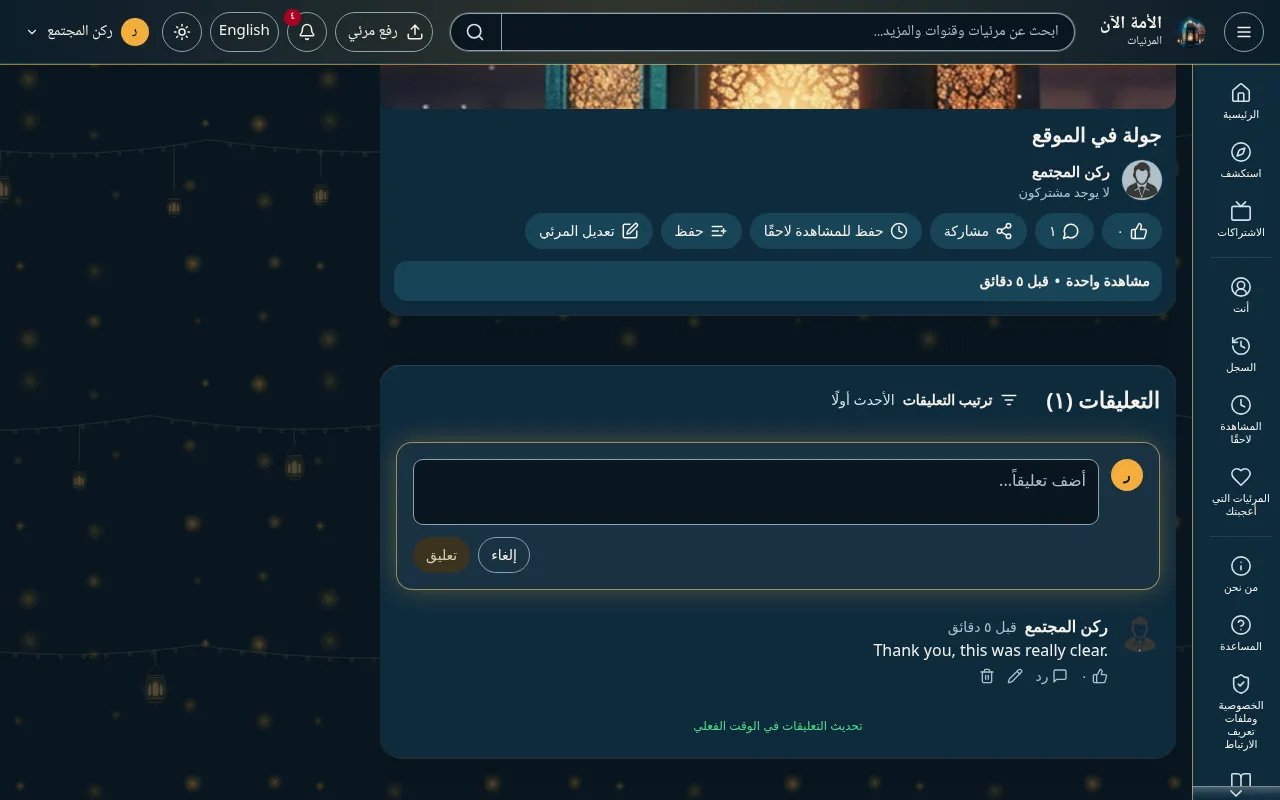 الأمة الآن
المرئيات
ابحث عن مرئيات وقنوات والمزيد...
رفع مرئي
٤
English
ر
ركن المجتمع
الرئيسية
استكشف
الاشتراكات
أنت
السجل
المشاهدة
لاحقًا
المرئيات التي
أعجبتك
من نحن
المساعدة
الخصوصية
وملفات
تعريف
الارتباط
جولة في الموقع
ركن المجتمع
لا يوجد مشتركون
٠
١
مشاركة
حفظ للمشاهدة لاحقًا
حفظ
تعديل المرئي
مشاهدة واحدة • قبل ٥ دقائق
التعليقات (١)
ترتيب التعليقات الأحدث أولًا
ر
أضف تعليقاً...
إلغاء
تعليق
ركن المجتمع قبل ٥ دقائق
Thank you, this was really clear.
٠
رد
تحديث التعليقات في الوقت الفعلي